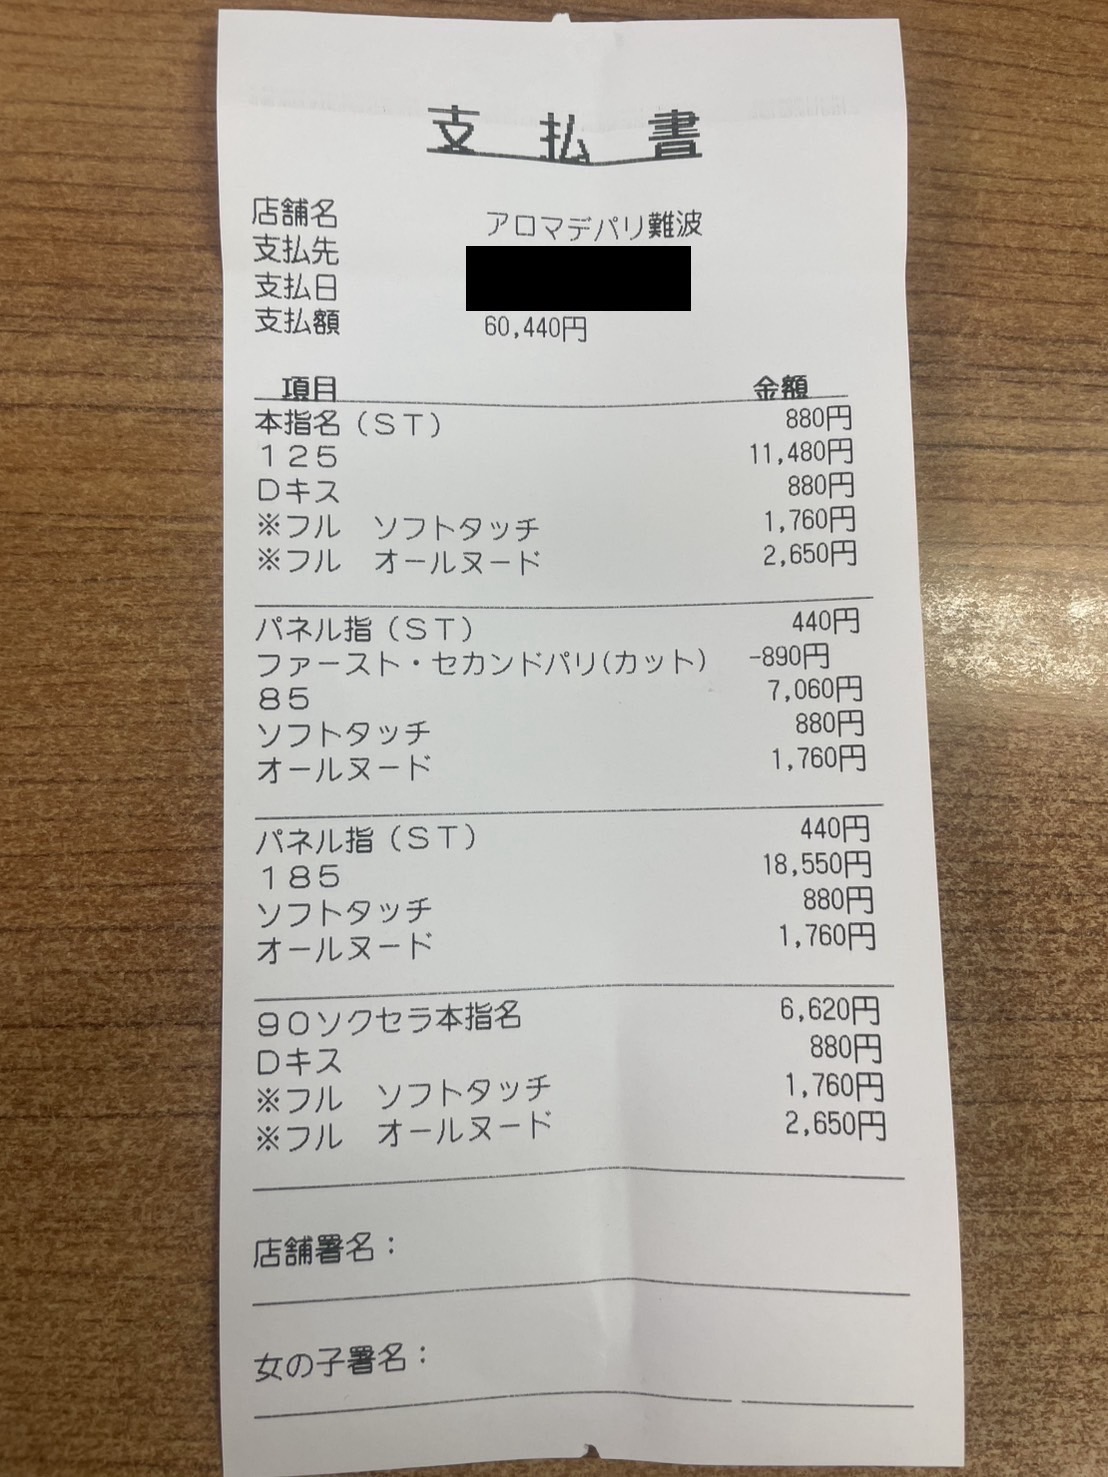 支払書
店舗名 アロマデパリ難波
支払先
支払日
支払額 60,440円
項目 金額
本指名（ＳＴ） 880円
１２５ 11,480円
Ｄキス 880円
※フル　ソフトタッチ 1,760円
※フル　オールヌード 2,650円
パネル指（ＳＴ） 440円
ファースト・セカンドパリ(カット） -890円
８５ 7,060円
ソフトタッチ 880円
オールヌード 1,760円
パネル指（ＳＴ） 440円
１８５ 18,550円
ソフトタッチ 880円
オールヌード 1,760円
９０ソクセラ本指名 6,620円
Ｄキス 880円
※フル　ソフトタッチ 1,760円
※フル　オールヌード 2,650円
店舗署名：
女の子署名：